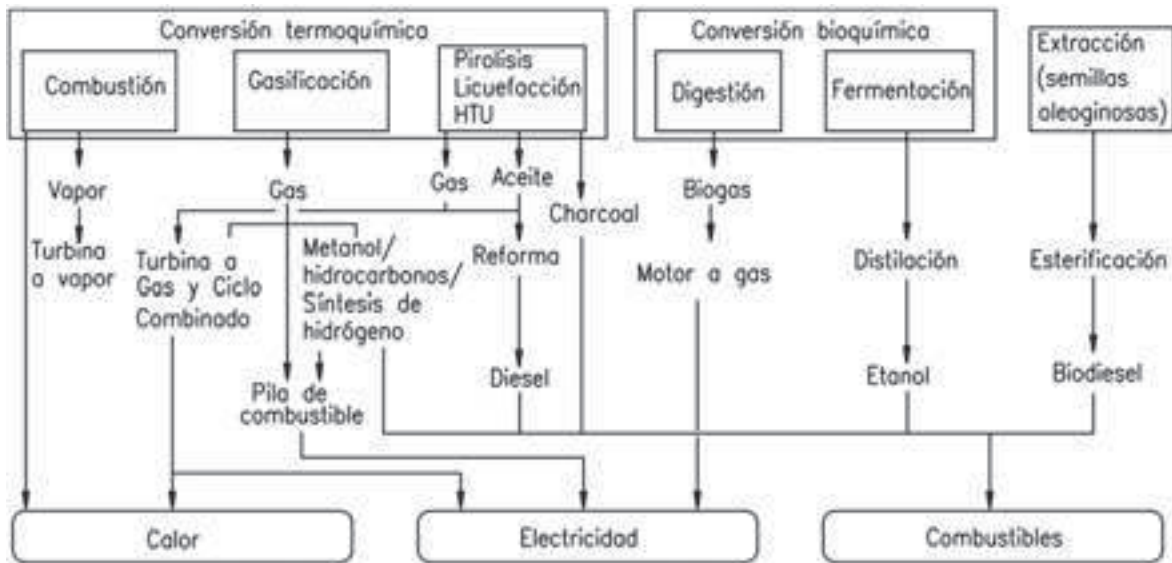 Conversión termoquímica
Conversión bioquímica
Combustión
Gasificación
Pirolísis
Licuefacción
HTU
Digestión
Fermentación
Extracción
(semillas
oleoginosas)
Vapor
Gas
Gas
Aceite
Charcoal
Biogas
Turbina
a vapor
Turbina a
Gas y Ciclo
Combinado
Metanol/
hidrocarbonos/
Síntesis de
hidrógeno
Reforma
Motor a gas
Distilación
Esterificación
Pila de
combustible
Diesel
Etanol
Biodiesel
Calor
Electricidad
Combustibles